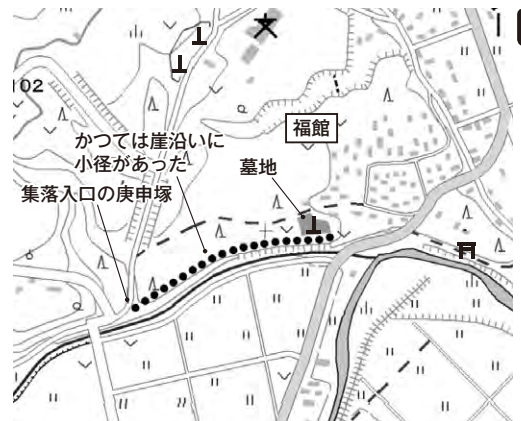 102
福館
かつては崖沿いに
小径があった
墓地
集落入口の庚申塚